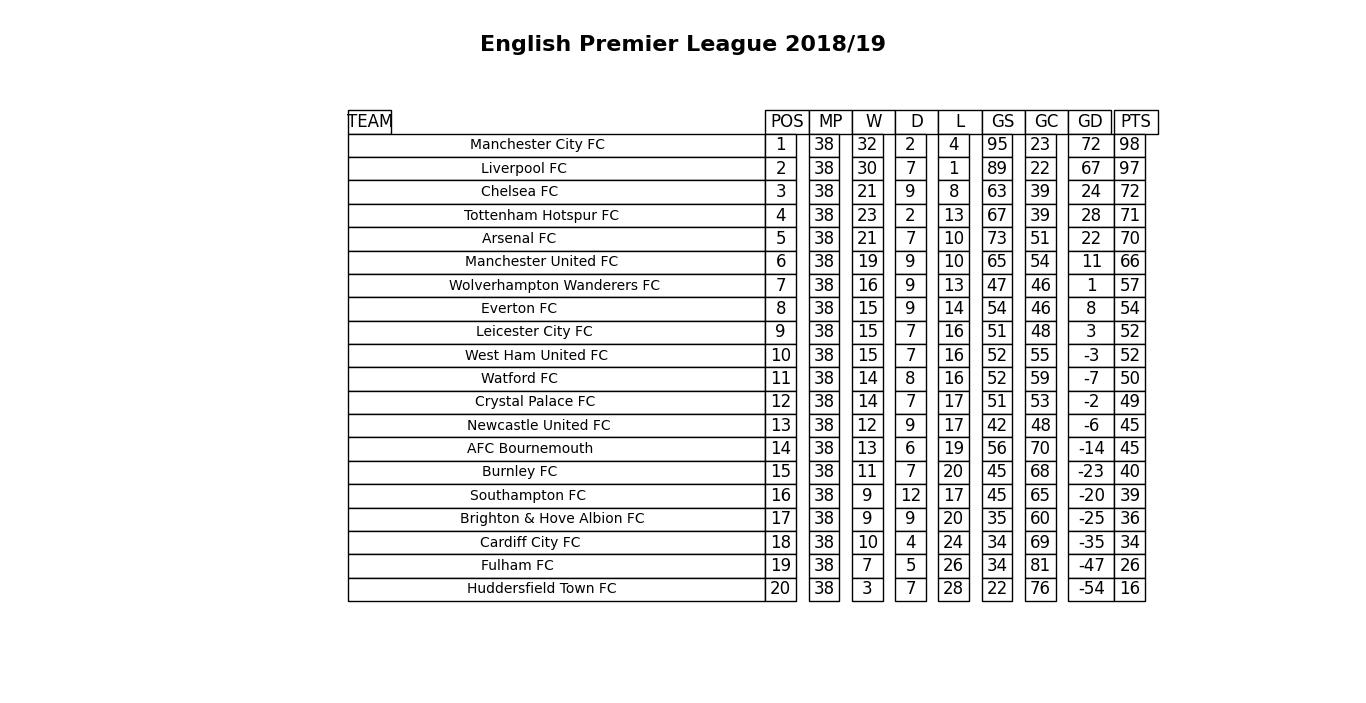 English Premier League 2018/19
TEAM POS MP W D L GS GC GD PTS
Manchester City FC 1 38 32 2 4 95 23 72 98
Liverpool FC 2 38 30 7 1 89 22 67 97
Chelsea FC 3 38 21 9 8 63 39 24 72
Tottenham Hotspur FC 4 38 23 2 13 67 39 28 71
Arsenal FC 5 38 21 7 10 73 51 22 70
Manchester United FC 6 38 19 9 10 65 54 11 66
Wolverhampton Wanderers FC 7 38 16 9 13 47 46 1 57
Everton FC 8 38 15 9 14 54 46 8 54
Leicester City FC 9 38 15 7 16 51 48 3 52
West Ham United FC 10 38 15 7 16 52 55 -3 52
Watford FC 11 38 14 8 16 52 59 -7 50
Crystal Palace FC 12 38 14 7 17 51 53 -2 49
Newcastle United FC 13 38 12 9 17 42 48 -6 45
AFC Bournemouth 14 38 13 6 19 56 70 -14 45
Burnley FC 15 38 11 7 20 45 68 -23 40
Southampton FC 16 38 9 12 17 45 65 -20 39
Brighton & Hove Albion FC 17 38 9 9 20 35 60 -25 36
Cardiff City FC 18 38 10 4 24 34 69 -35 34
Fulham FC 19 38 7 5 26 34 81 -47 26
Huddersfield Town FC 20 38 3 7 28 22 76 -54 16